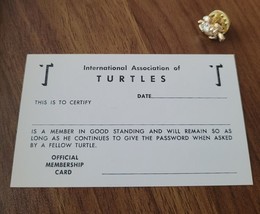 International Association of
TURTLES
DATE
THIS IS TO CERTIFY
IS A MEMBER IN GOOD STANDING AND WILL REMAIN SO AS
LONG AS HE CONTINUES TO GIVE THE PASSWORD WHEN ASKED
BY A FELLOW TURTLE.
OFFICIAL
MEMBERSHIP
CARD